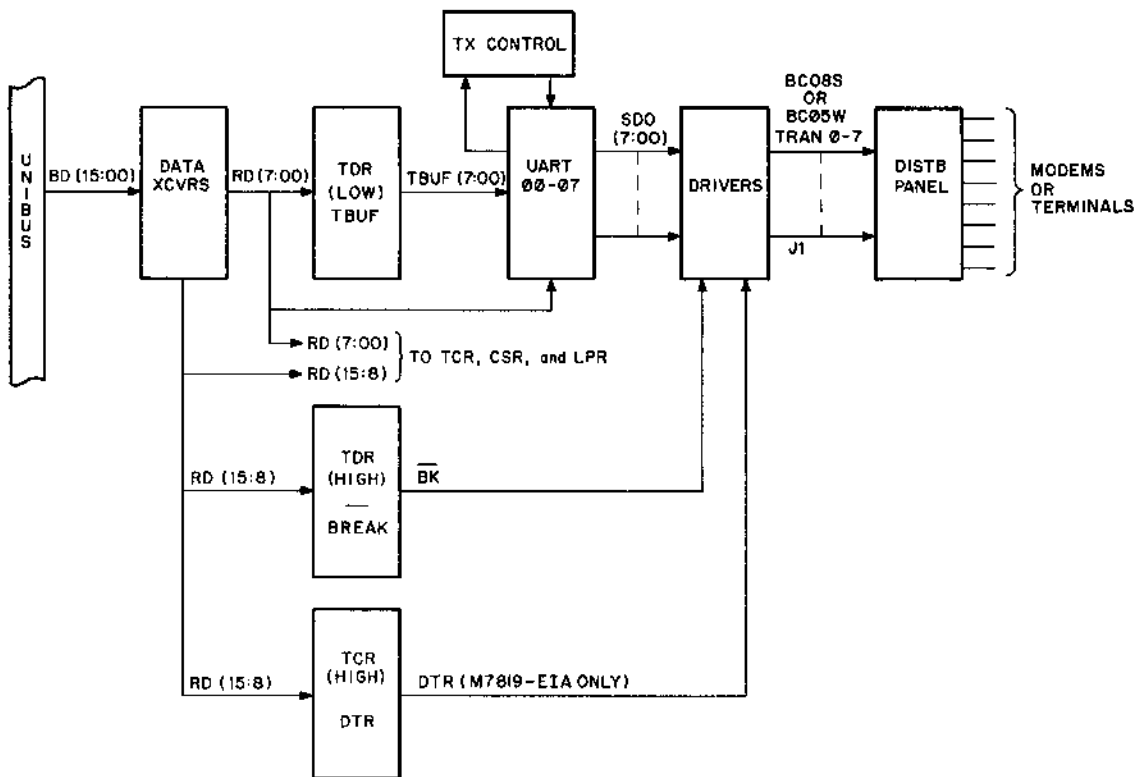 TX CONTROL
UNIBUS
BD (15:00)
DATA
XCVRS
RD (7:00)
TDR
(LOW)
TBUF
TBUF (7:00)
UART
00-07
SDO
(7:00)
DRIVERS
BC08S
OR
BC05W
TRAN 0-7
J1
DISTB
PANEL
MODEMS
OR
TERMINALS
RD (7:00)
RD (15:8)
TO TCR, CSR, and LPR
RD (15:8)
TDR
(HIGH)
BREAK
BK
RD (15:8)
TCR
(HIGH)
DTR
DTR (M7819-EIA ONLY)